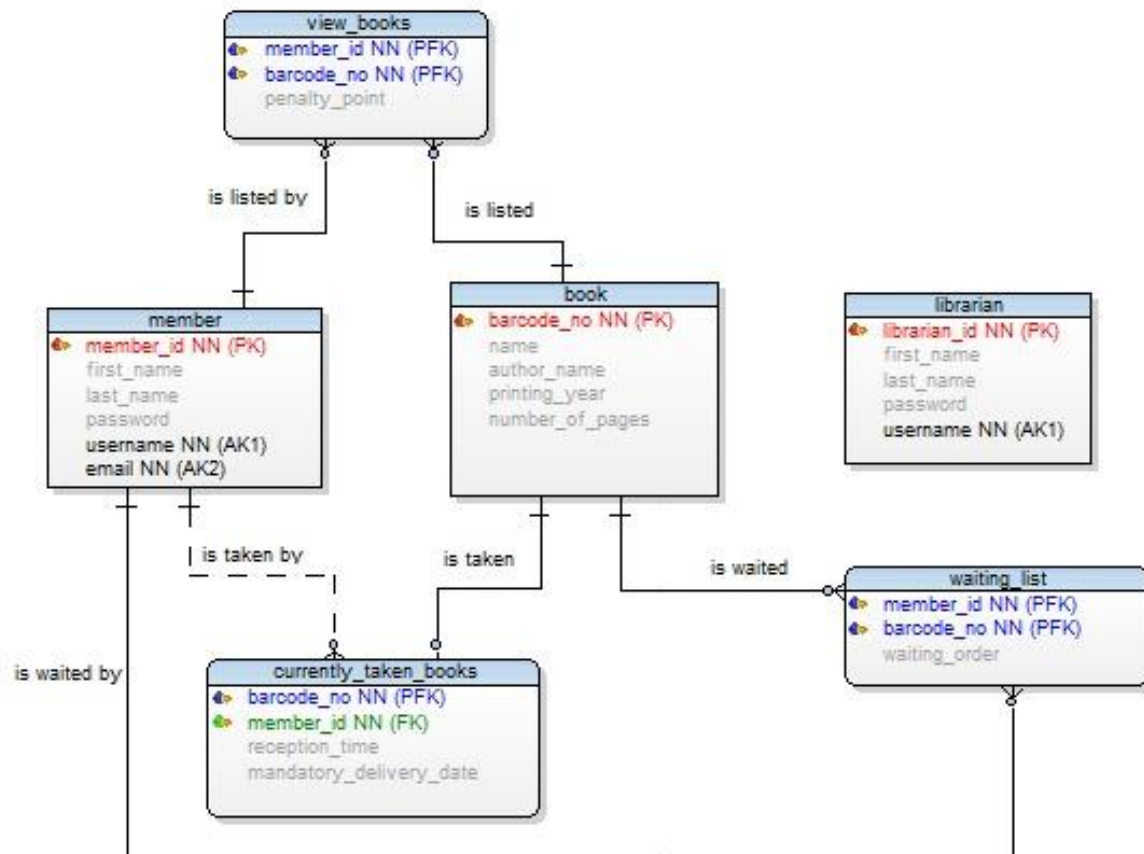 view_books
member_id NN (PFK)
barcode_no NN (PFK)
penalty_point
is listed by
is listed
member
member_id NN (PK)
first_name
last_name
password
username NN (AK1)
email NN (AK2)
book
barcode_no NN (PK)
name
author_name
printing_year
number_of_pages
librarian
librarian_id NN (PK)
first_name
last_name
password
username NN (AK1)
is taken by
is taken
is waited
waiting_list
member_id NN (PFK)
barcode_no NN (PFK)
waiting_order
is waited by
currently_taken_books
barcode_no NN (PFK)
member_id NN (FK)
reception_time
mandatory_delivery_date